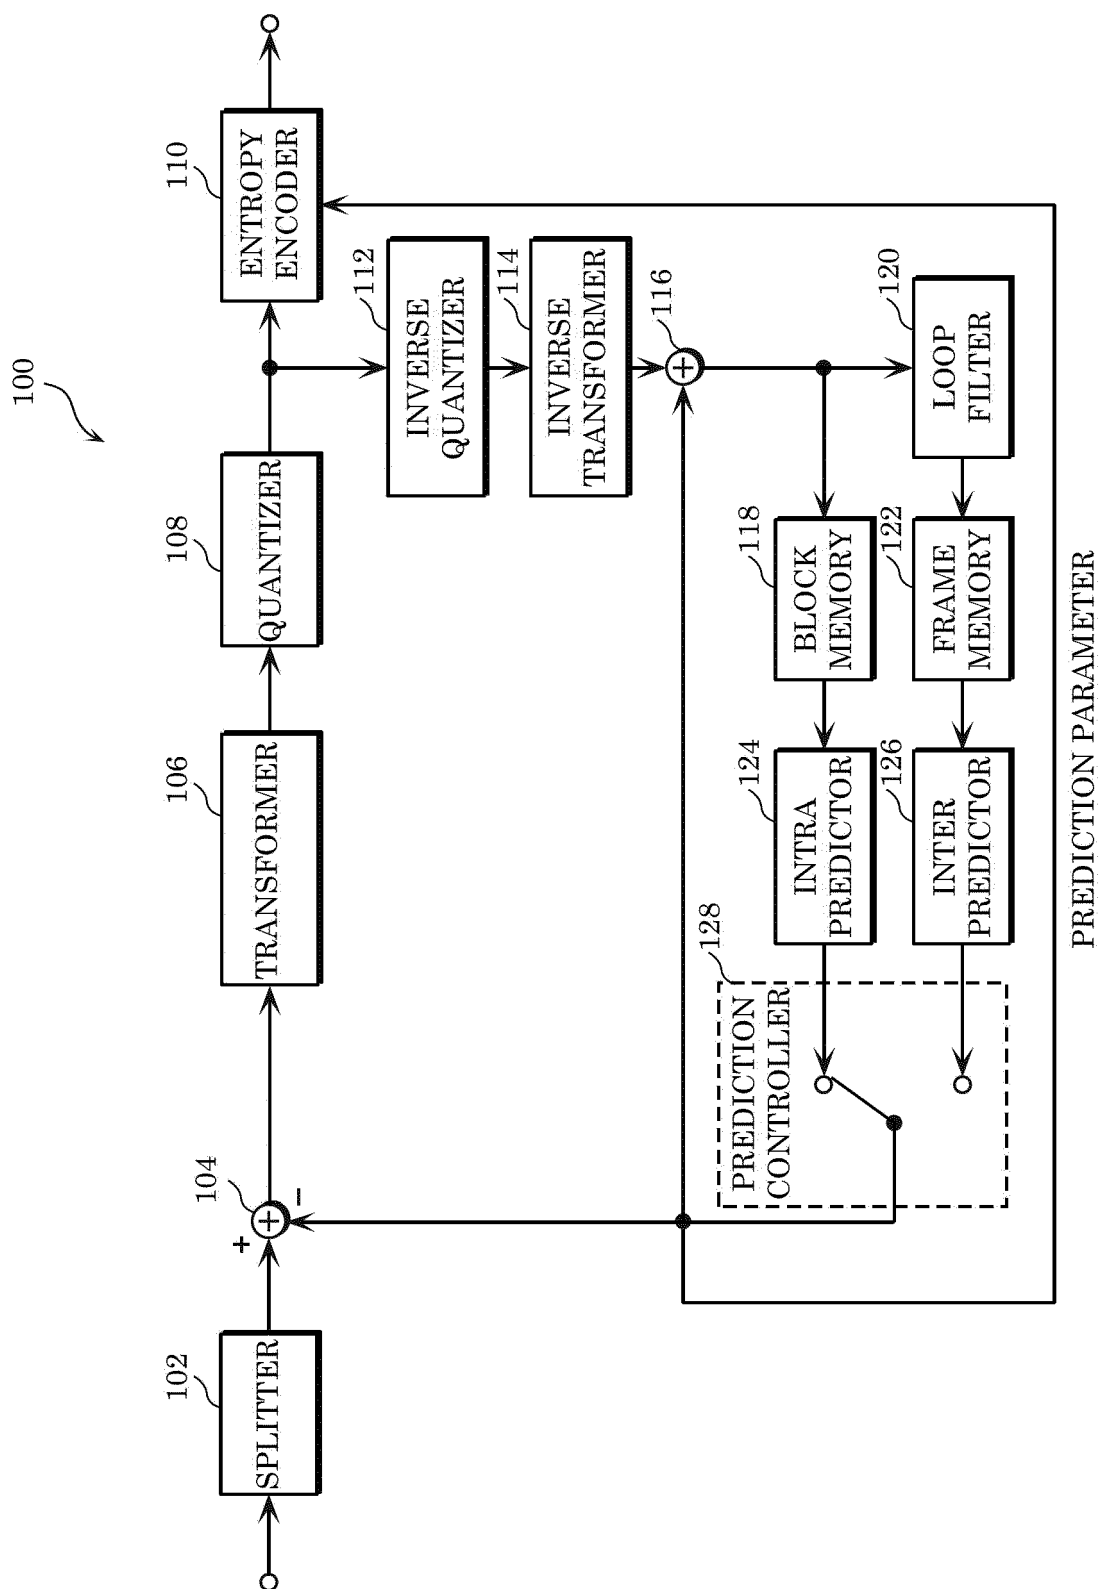 100
102
SPLITTER
104
+
−
106
TRANSFORMER
108
QUANTIZER
110
ENTROPY
ENCODER
112
INVERSE
QUANTIZER
114
INVERSE
TRANSFORMER
116
128
PREDICTION
CONTROLLER
124
INTRA
PREDICTOR
118
BLOCK
MEMORY
120
LOOP
FILTER
126
INTER
PREDICTOR
122
FRAME
MEMORY
PREDICTION PARAMETER